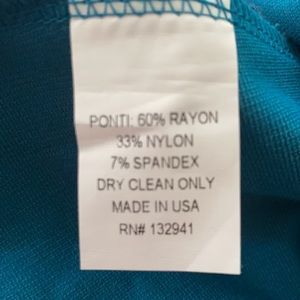 PONTI: 60% RAYON
33% NYLON
7% SPANDEX
DRY CLEAN ONLY
MADE IN USA
RN# 132941